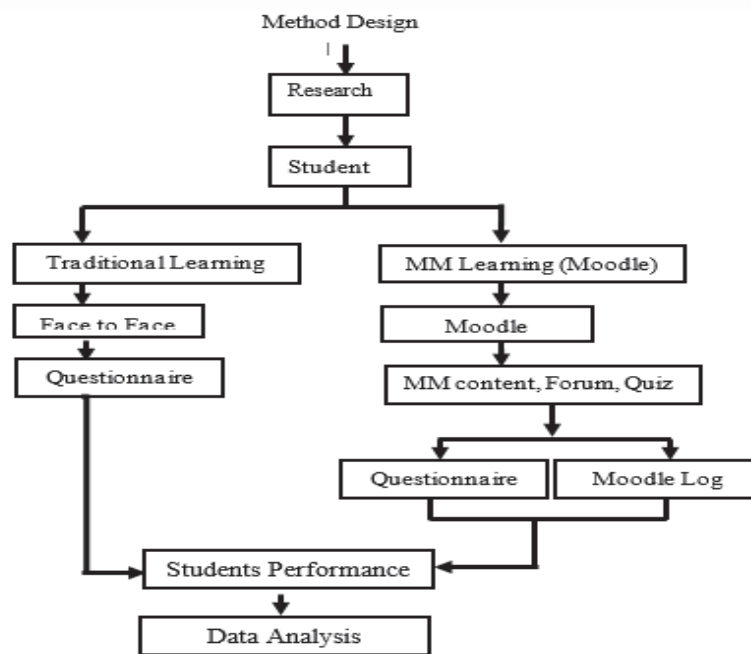 Method Design
Research
Student
Traditional Learning
MM Learning (Moodle)
Face to Face
Moodle
Questionnaire
MM content, Forum, Quiz
Questionnaire
Moodle Log
Students Performance
Data Analysis